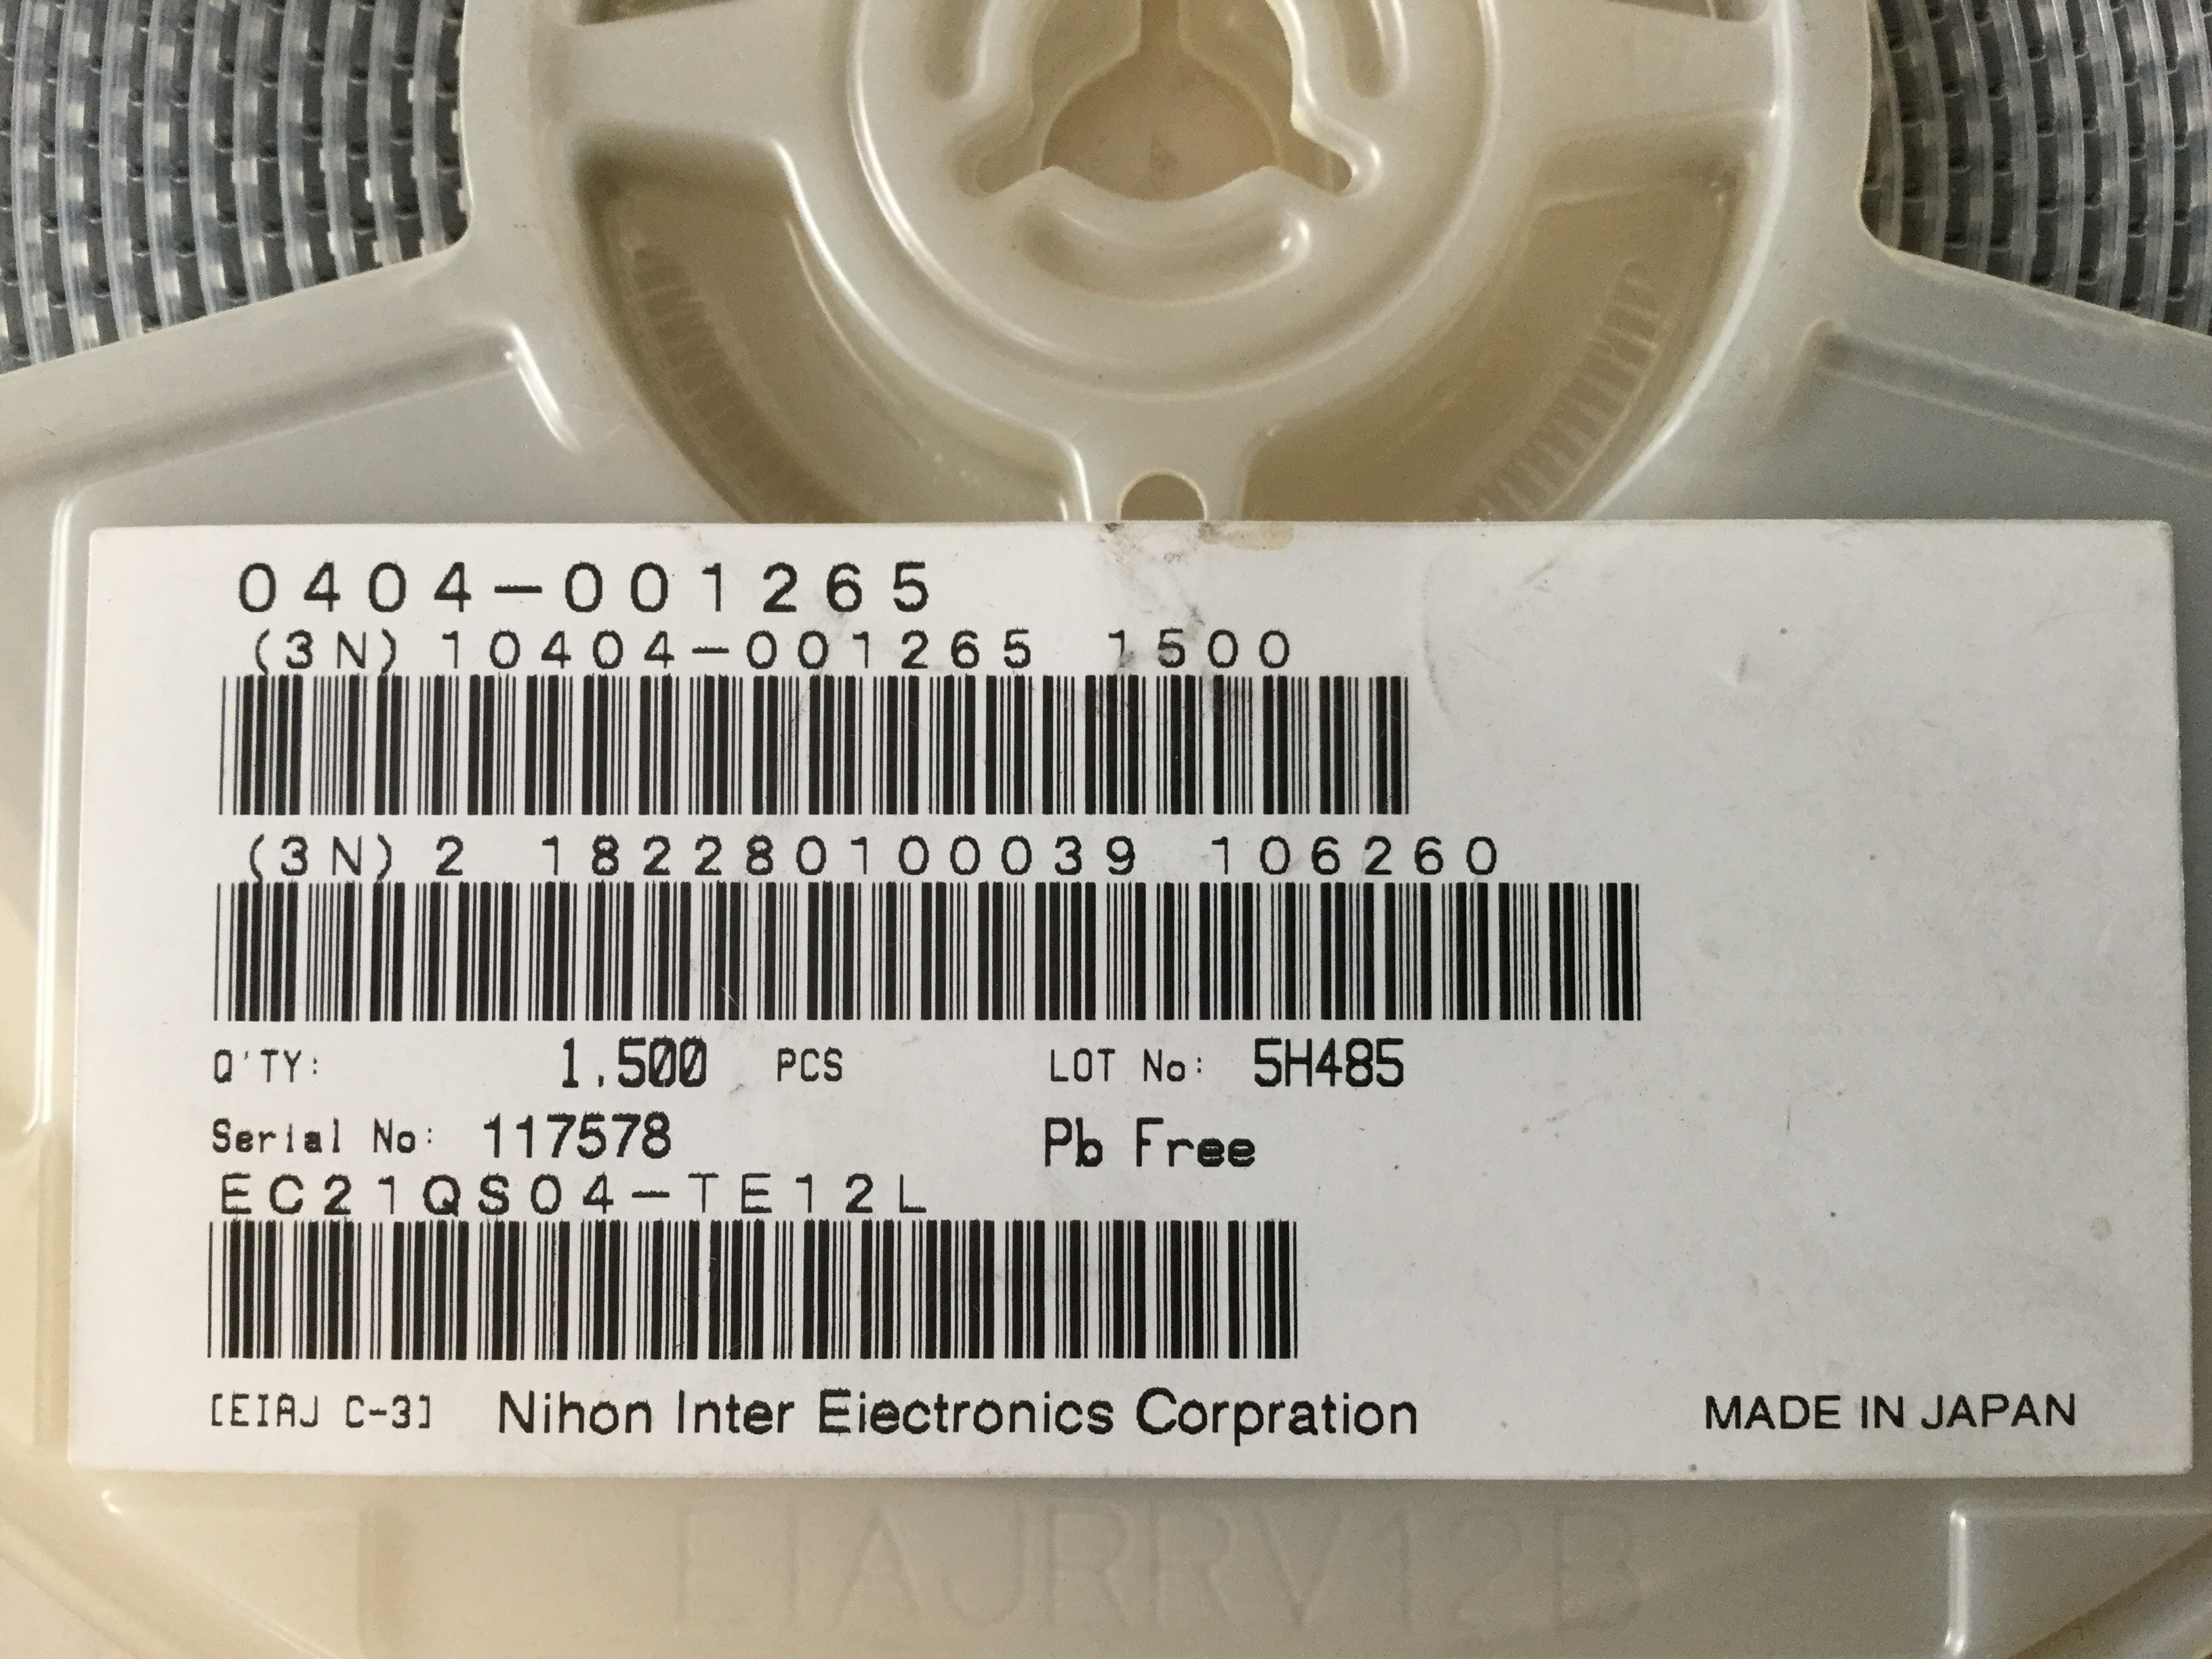 0404-001265
(3N) 10404-001265 1500
(3N) 2 182280100039 106260
Q'TY: 1,500 PCS LOT No: 5H485
Serial No: 117578 Pb Free
EC21QS04-TE12L
[EIAJ C-3] Nihon Inter Eiectronics Corpration MADE IN JAPAN
EIAJRRV12B